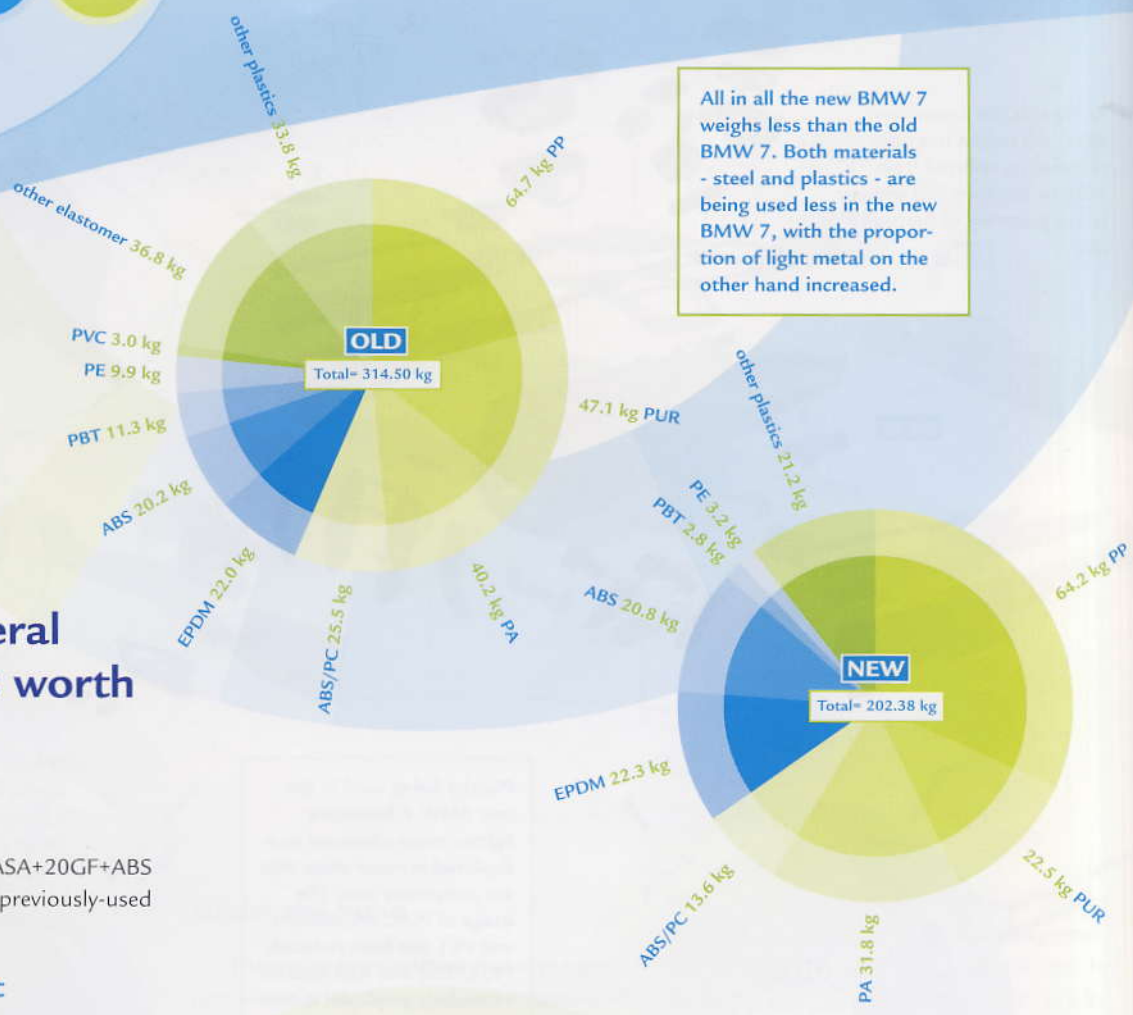 other plastics 33.8 kg
64.7 kg PP
other elastomer 36.8 kg
PVC 3.0 kg
PE 9.9 kg
PBT 11.3 kg
ABS 20.2 kg
EPDM 22.0 kg
ABS/PC 25.5 kg
40.2 kg PA
47.1 kg PUR
OLD
Total= 314.50 kg
All in all the new BMW 7
weighs less than the old
BMW 7. Both materials
- steel and plastics - are
being used less in the new
BMW 7, with the propor-
tion of light metal on the
other hand increased.
other plastics 21.2 kg
PE 3.2 kg
PBT 2.8 kg
ABS 20.8 kg
64.2 kg PP
NEW
Total= 202.38 kg
EPDM 22.3 kg
ABS/PC 13.6 kg
PA 31.8 kg
22.5 kg PUR
eral
worth
ASA+20GF+ABS
previously-used